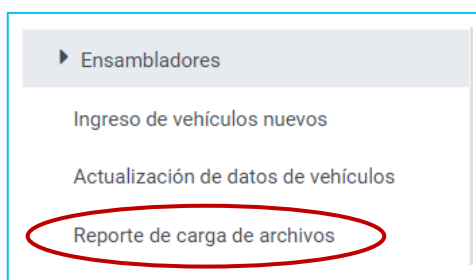 Ensambladores
Ingreso de vehículos nuevos
Actualización de datos de vehículos
Reporte de carga de archivos